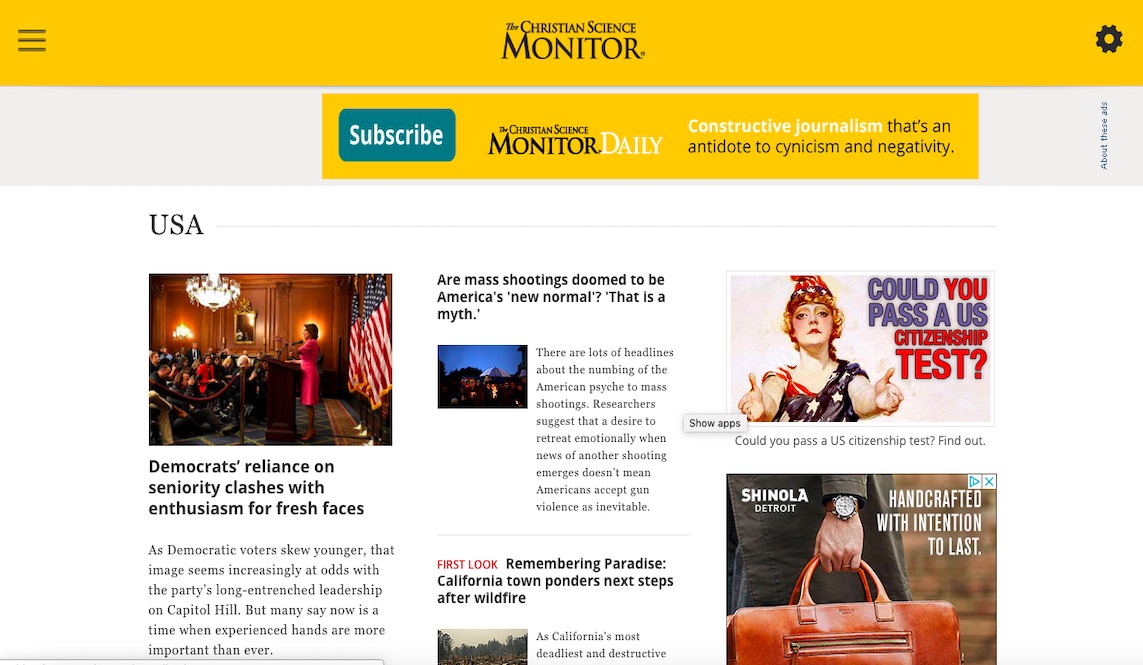 The CHRISTIAN SCIENCE
MONITOR
Subscribe
The CHRISTIAN SCIENCE
MONITOR DAILY
Constructive journalism that's an
antidote to cynicism and negativity.
About these ads
USA
Democrats' reliance on
seniority clashes with
enthusiasm for fresh faces
As Democratic voters skew younger, that
image seems increasingly at odds with
the party's long-entrenched leadership
on Capitol Hill. But many say now is a
time when experienced hands are more
important than ever.
Are mass shootings doomed to be
America's 'new normal'? 'That is a
myth.'
There are lots of headlines
about the numbing of the
American psyche to mass
shootings. Researchers
suggest that a desire to
retreat emotionally when
news of another shooting
emerges doesn't mean
Americans accept gun
violence as inevitable.
FIRST LOOK Remembering Paradise:
California town ponders next steps
after wildfire
As California's most
deadliest and destructive
COULD YOU
PASS A US
CITIZENSHIP
TEST?
Show apps
Could you pass a US citizenship test? Find out.
SHINOLA
DETROIT
HANDCRAFTED
WITH INTENTION
TO LAST.